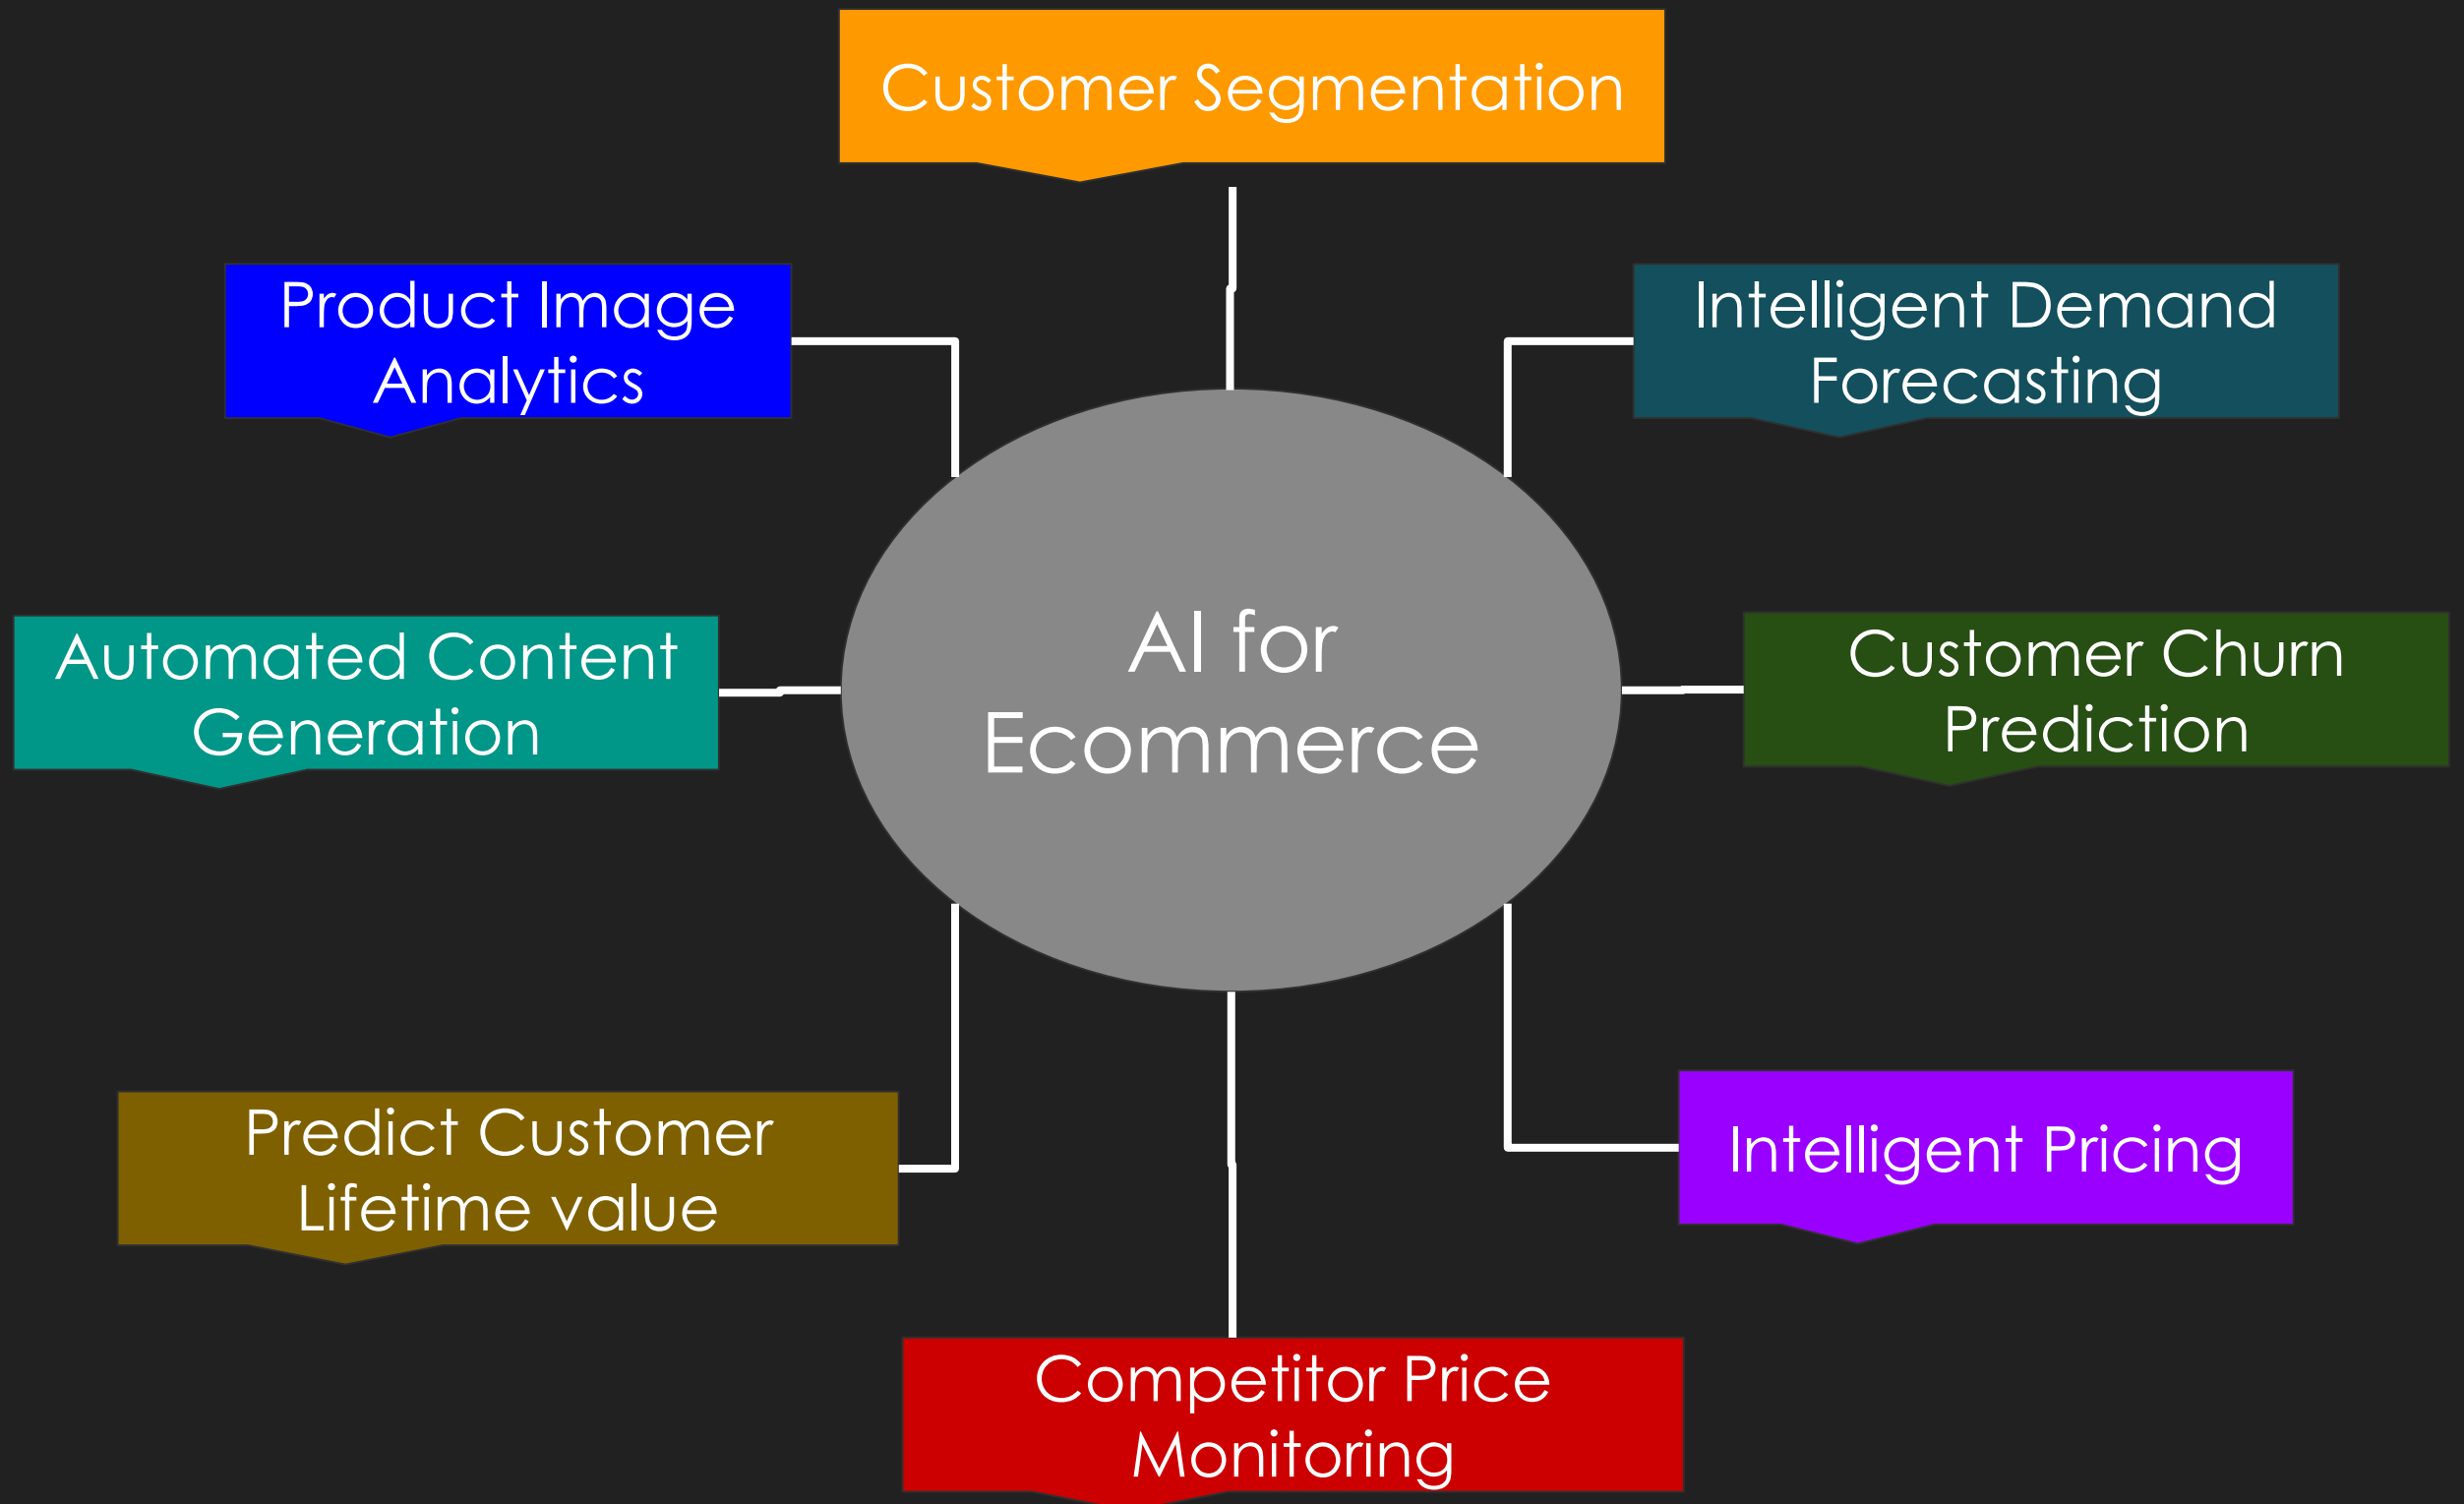 Customer Segmentation
Product Image
Analytics
Intelligent Demand
Forecasting
Automated Content
Generation
AI for
Ecommerce
Customer Churn
Prediction
Predict Customer
Lifetime value
Intelligent Pricing
Competitor Price
Monitoring